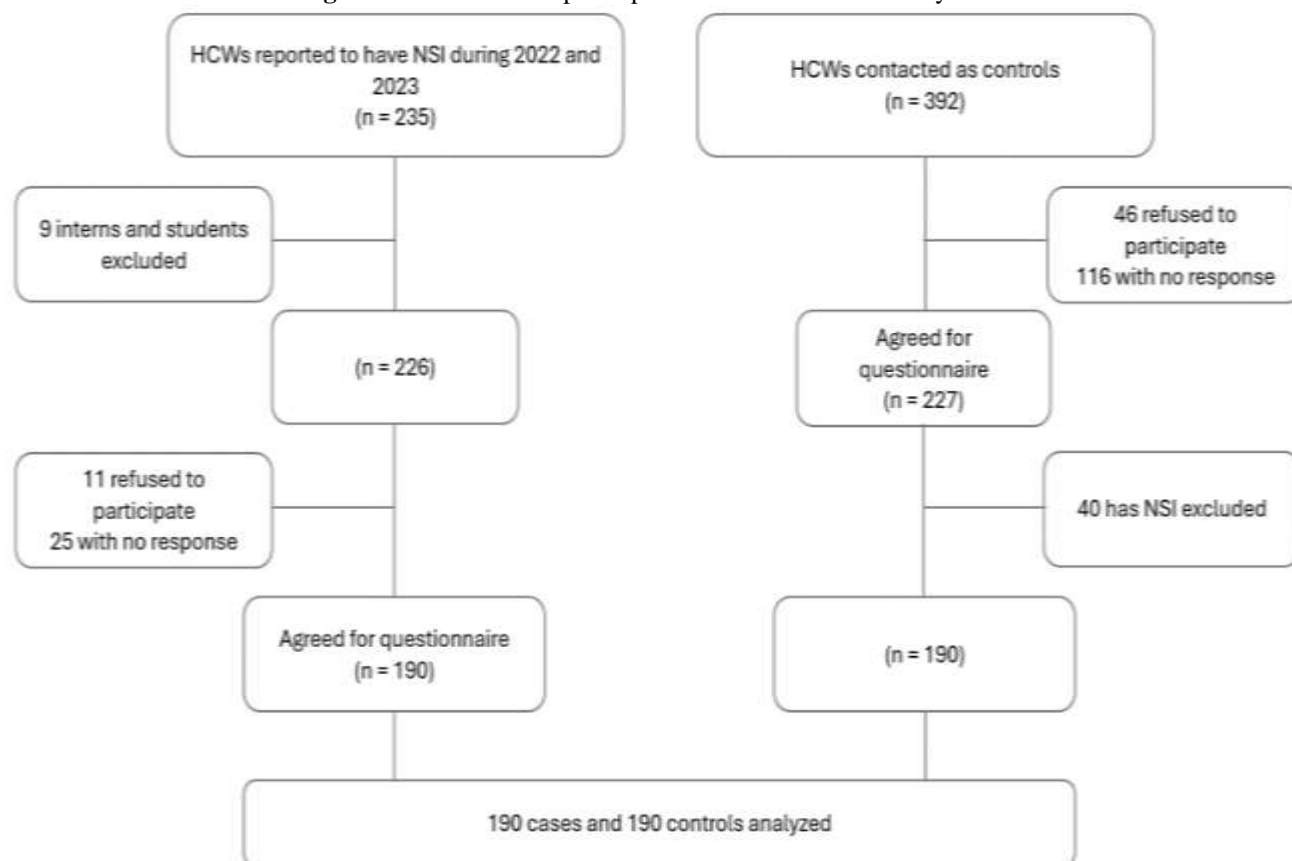 HCWs reported to have NSI during 2022 and
2023
(n = 235)
HCWs contacted as controls
(n = 392)
9 interns and students
excluded
46 refused to
participate
116 with no response
(n = 226)
Agreed for
questionnaire
(n = 227)
11 refused to
participate
25 with no response
40 has NSI excluded
Agreed for questionnaire
(n = 190)
(n = 190)
190 cases and 190 controls analyzed